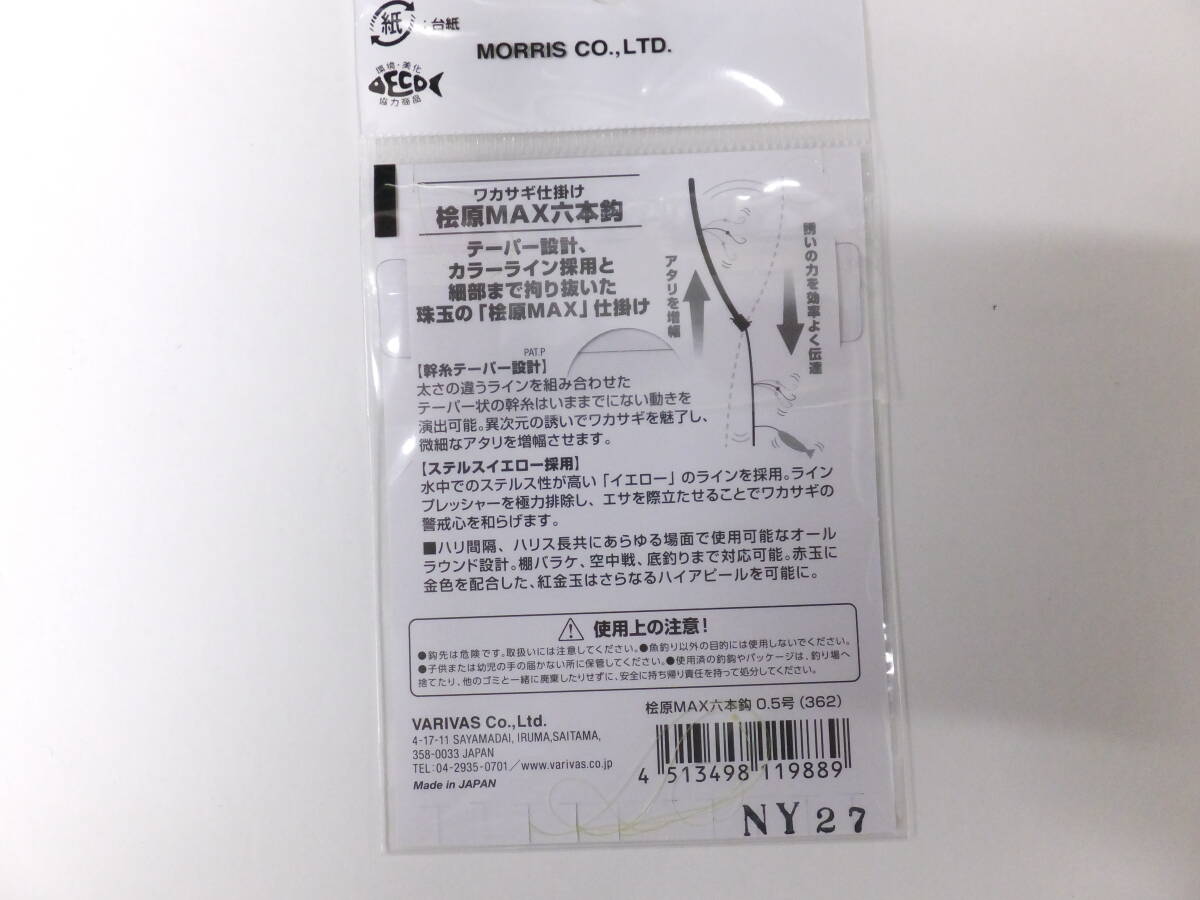 紙
:台紙
MORRIS CO.,LTD.
環境・美化
ECO
協力商品
ワカサギ仕掛け
桧原MAX六本鈎
テーパー設計、
カラーライン採用と
細部まで拘り抜いた
珠玉の「桧原MAX」仕掛け
アタリを増幅
誘いの力を効率よく伝達
PAT.P
【幹糸テーパー設計】
太さの違うラインを組み合わせた
テーパー状の幹糸はいままでにない動きを
演出可能。異次元の誘いでワカサギを魅了し、
微細なアタリを増幅させます。
【ステルスイエロー採用】
水中でのステルス性が高い「イエロー」のラインを採用。ライン
プレッシャーを極力排除し、エサを際立たせることでワカサギの
警戒心を和らげます。
■ハリ間隔、ハリス長共にあらゆる場面で使用可能なオール
ラウンド設計。棚バラケ、空中戦、底釣りまで対応可能。赤玉に
金色を配合した、紅金玉はさらなるハイアピールを可能に。
使用上の注意!
●鈎先は危険です。取扱いには注意してください。●魚釣り以外の目的には使用しないでください。
●子供または幼児の手の届かない所に保管してください。●使用済の釣鈎やパッケージは、釣り場へ
捨てたり、他のゴミと一緒に廃棄したりせずに、安全に持ち帰り責任を持って処分してください。
桧原MAX六本鈎 0.5号(362)
VARIVAS Co.,Ltd.
4-17-11 SAYAMADAI, IRUMA,SAITAMA,
358-0033 JAPAN
TEL:04-2935-0701/www.varivas.co.jp
Made in JAPAN
4 513498 119889
NY27